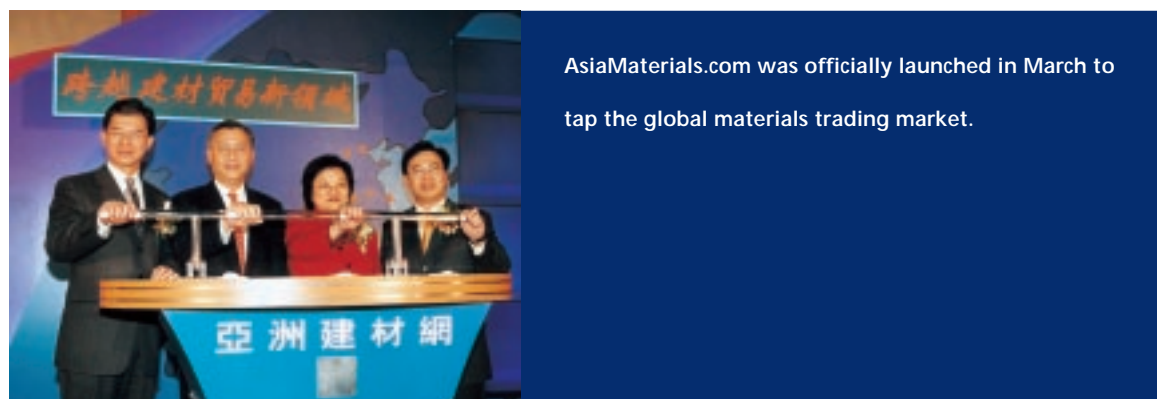 跨越建材貿易新領域
亞洲建材網
AsiaMaterials.com was officially launched in March to
tap the global materials trading market.